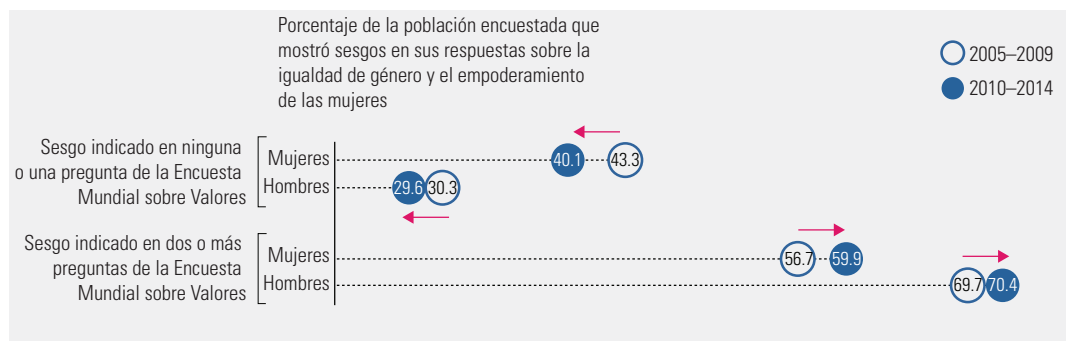 Porcentaje de la población encuestada que
mostró sesgos en sus respuestas sobre la
igualdad de género y el empoderamiento
de las mujeres
2005–2009
2010–2014
Sesgo indicado en ninguna
o una pregunta de la Encuesta
Mundial sobre Valores
Mujeres
40.1
43.3
Hombres
29.6
30.3
Sesgo indicado en dos o más
preguntas de la Encuesta
Mundial sobre Valores
Mujeres
56.7
59.9
Hombres
69.7
70.4